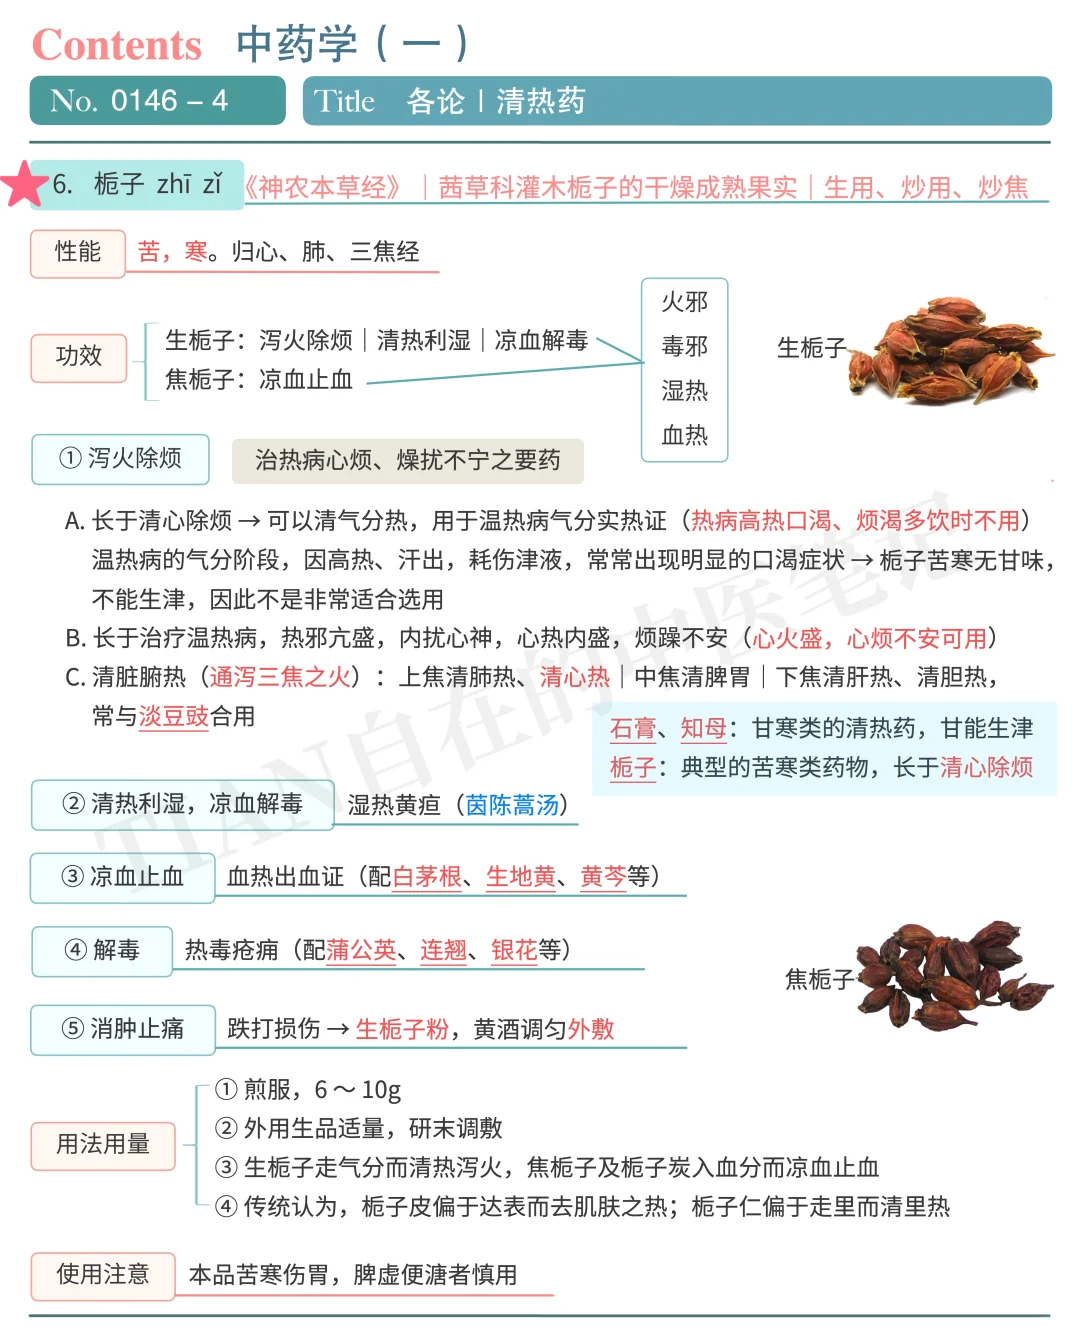 Contents 中药学（一）
No. 0146 – 4 Title 各论 | 清热药
6. 栀子 zhī zǐ 《神农本草经》｜茜草科灌木栀子的干燥成熟果实｜生用、炒用、炒焦
性能 苦，寒。归心、肺、三焦经
功效
生栀子：泻火除烦｜清热利湿｜凉血解毒
焦栀子：凉血止血
火邪
毒邪
湿热
血热
生栀子
① 泻火除烦 治热病心烦、燥扰不宁之要药
A. 长于清心除烦 → 可以清气分热，用于温热病气分实热证（热病高热口渴、烦渴多饮时不用）
温热病的气分阶段，因高热、汗出，耗伤津液，常常出现明显的口渴症状 → 栀子苦寒无甘味，
不能生津，因此不是非常适合选用
B. 长于治疗温热病，热邪亢盛，内扰心神，心热内盛，烦躁不安（心火盛，心烦不安可用）
C. 清脏腑热（通泻三焦之火）：上焦清肺热、清心热｜中焦清脾胃｜下焦清肝热、清胆热，
常与淡豆豉合用
石膏、知母：甘寒类的清热药，甘能生津
栀子：典型的苦寒类药物，长于清心除烦
② 清热利湿，凉血解毒 湿热黄疸（茵陈蒿汤）
③ 凉血止血 血热出血证（配白茅根、生地黄、黄芩等）
④ 解毒 热毒疮痈（配蒲公英、连翘、银花等）
焦栀子
⑤ 消肿止痛 跌打损伤 → 生栀子粉，黄酒调匀外敷
用法用量
① 煎服，6 ～ 10g
② 外用生品适量，研末调敷
③ 生栀子走气分而清热泻火，焦栀子及栀子炭入血分而凉血止血
④ 传统认为，栀子皮偏于达表而去肌肤之热；栀子仁偏于走里而清里热
使用注意 本品苦寒伤胃，脾虚便溏者慎用
TIAN自在的中医笔记